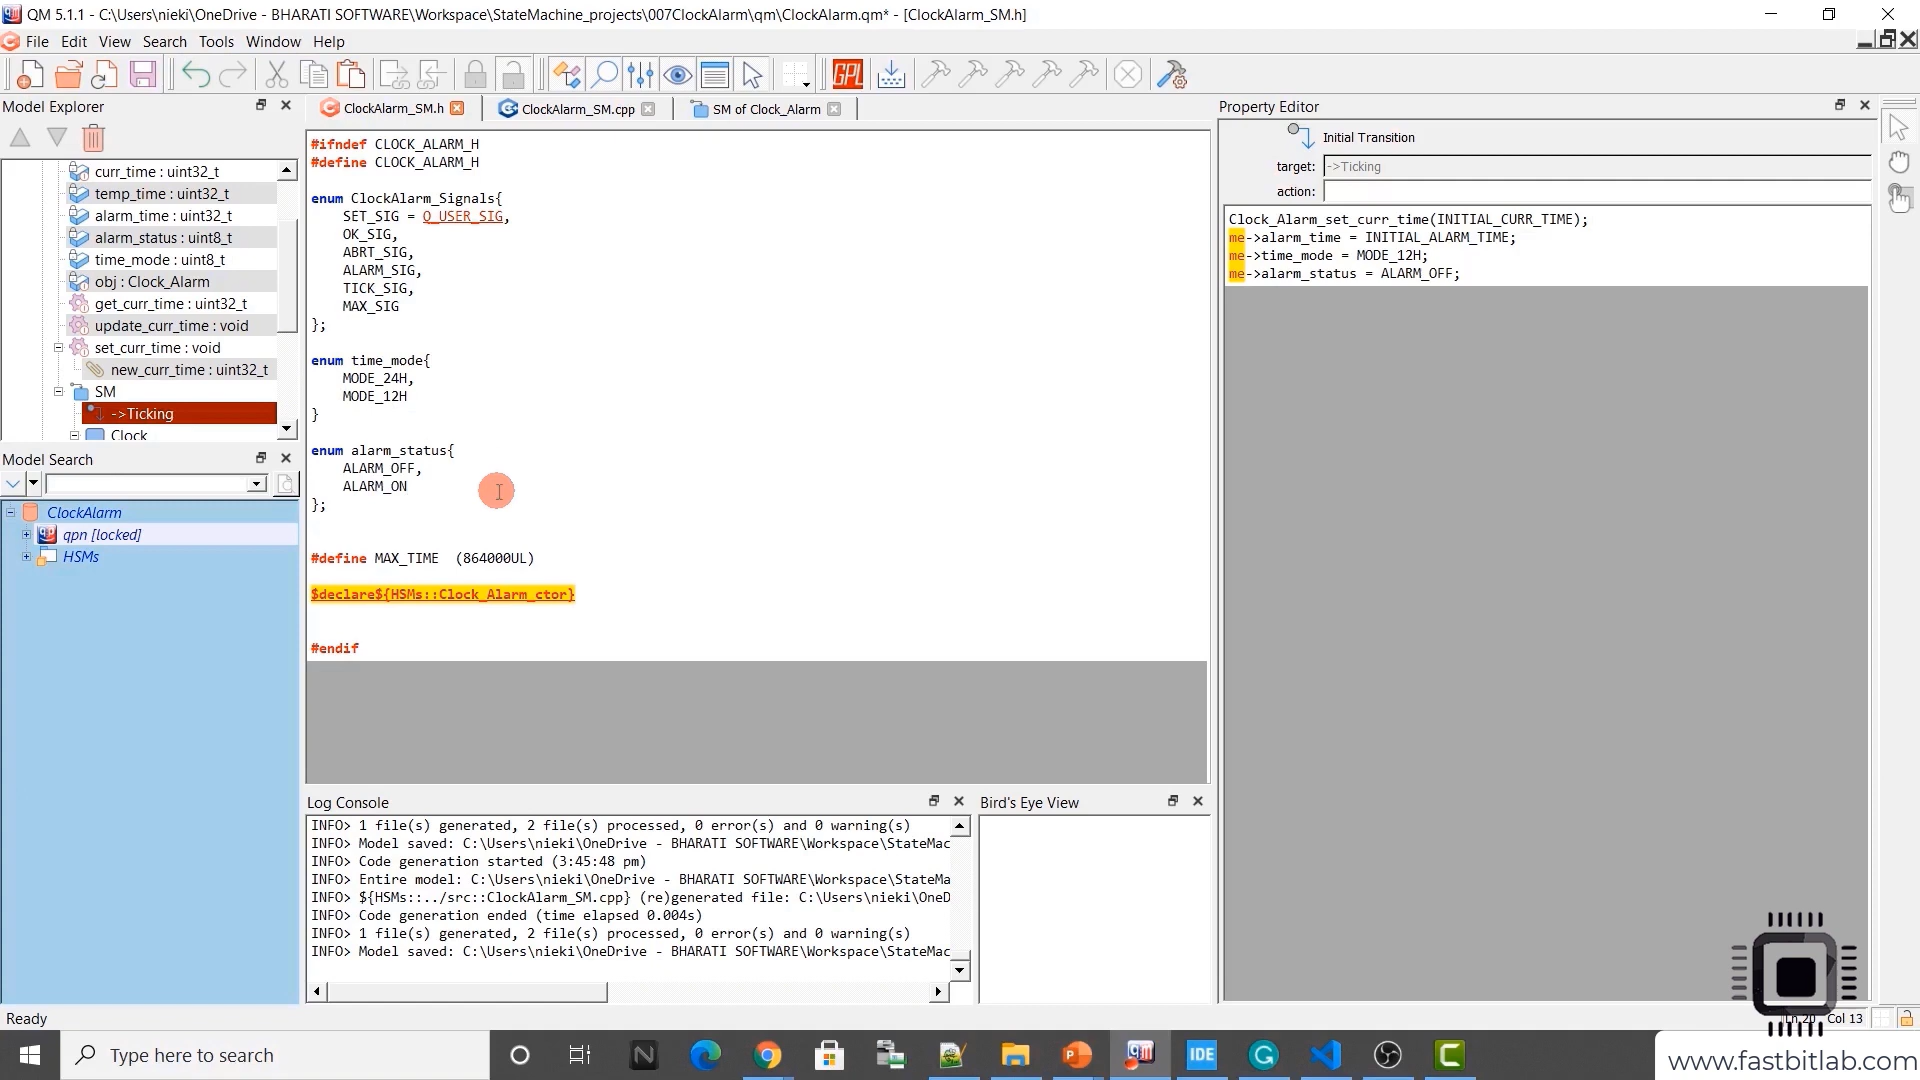 QM 5.1.1 - C:\Users\nieki\OneDrive - BHARATI SOFTWARE\Workspace\StateMachine_projects\007ClockAlarm\qm\ClockAlarm.qm* - [ClockAlarm_SM.h]
File Edit View Search Tools Window Help
GPL
Model Explorer
curr_time : uint32_t
temp_time : uint32_t
alarm_time : uint32_t
alarm_status : uint8_t
time_mode : uint8_t
obj : Clock_Alarm
get_curr_time : uint32_t
update_curr_time : void
set_curr_time : void
new_curr_time : uint32_t
SM
->Ticking
Clock
Model Search
ClockAlarm
qpn [locked]
HSMs
ClockAlarm_SM.h
ClockAlarm_SM.cpp
SM of Clock_Alarm
#ifndef CLOCK_ALARM_H
#define CLOCK_ALARM_H
enum ClockAlarm_Signals{
SET_SIG = Q_USER_SIG,
OK_SIG,
ABRT_SIG,
ALARM_SIG,
TICK_SIG,
MAX_SIG
};
enum time_mode{
MODE_24H,
MODE_12H
}
enum alarm_status{
ALARM_OFF,
ALARM_ON
};
#define MAX_TIME (864000UL)
$declare${HSMs::Clock_Alarm_ctor}
#endif
Property Editor
Initial Transition
target: ->Ticking
action:
Clock_Alarm_set_curr_time(INITIAL_CURR_TIME);
me->alarm_time = INITIAL_ALARM_TIME;
me->time_mode = MODE_12H;
me->alarm_status = ALARM_OFF;
Log Console
INFO> 1 file(s) generated, 2 file(s) processed, 0 error(s) and 0 warning(s)
INFO> Model saved: C:\Users\nieki\OneDrive - BHARATI SOFTWARE\Workspace\StateMac
INFO> Code generation started (3:45:48 pm)
INFO> Entire model: C:\Users\nieki\OneDrive - BHARATI SOFTWARE\Workspace\StateMa
INFO> ${HSMs::../src::ClockAlarm_SM.cpp} (re)generated file: C:\Users\nieki\OneD
INFO> Code generation ended (time elapsed 0.004s)
INFO> 1 file(s) generated, 2 file(s) processed, 0 error(s) and 0 warning(s)
INFO> Model saved: C:\Users\nieki\OneDrive - BHARATI SOFTWARE\Workspace\StateMac
Bird's Eye View
Ready
Ln 20 Col 13
Type here to search
IDE
www.fastbitlab.com